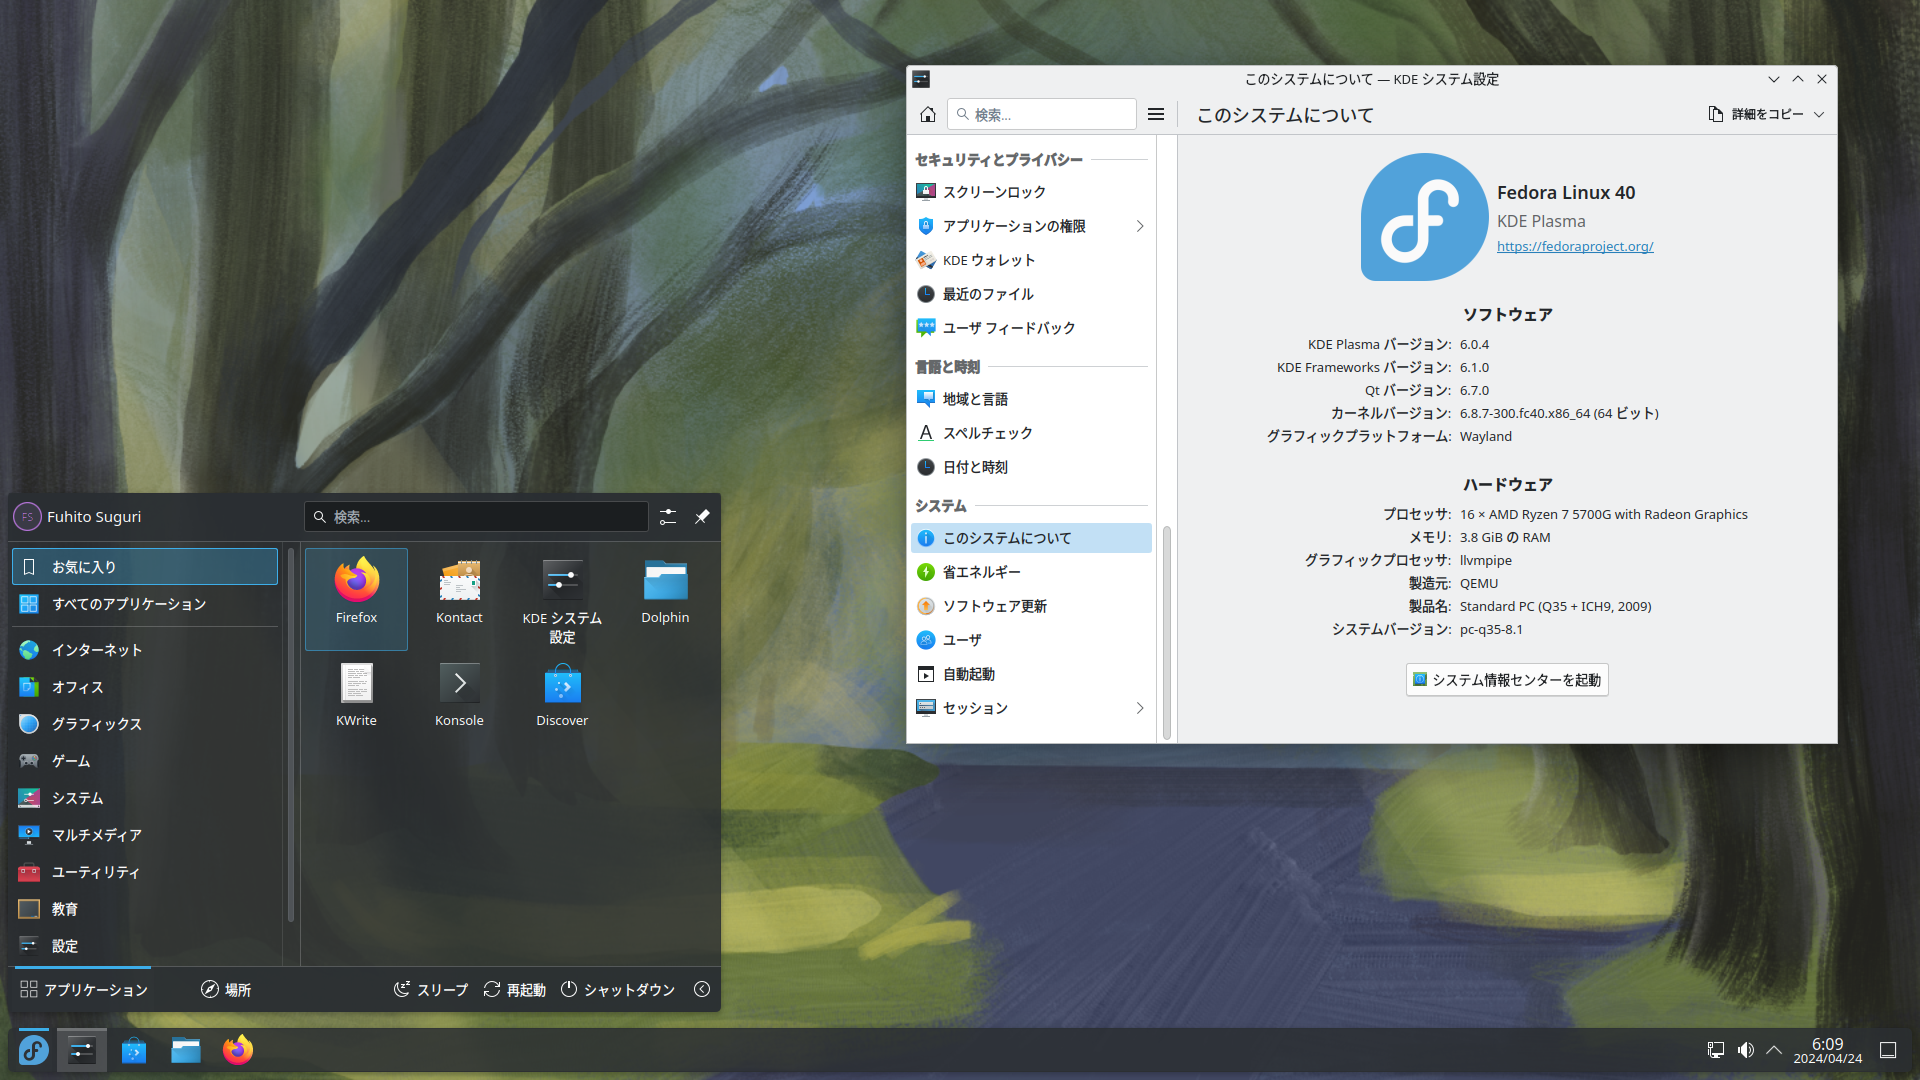 このシステムについて — KDE システム設定
検索...
このシステムについて
詳細をコピー
セキュリティとプライバシー
スクリーンロック
アプリケーションの権限
KDE ウォレット
最近のファイル
ユーザ フィードバック
言語と時刻
地域と言語
スペルチェック
日付と時刻
システム
このシステムについて
省エネルギー
ソフトウェア更新
ユーザ
自動起動
セッション
Fedora Linux 40
KDE Plasma
https://fedoraproject.org/
ソフトウェア
KDE Plasma バージョン: 6.0.4
KDE Frameworks バージョン: 6.1.0
Qt バージョン: 6.7.0
カーネルバージョン: 6.8.7-300.fc40.x86_64 (64 ビット)
グラフィックプラットフォーム: Wayland
ハードウェア
プロセッサ: 16 × AMD Ryzen 7 5700G with Radeon Graphics
メモリ: 3.8 GiB の RAM
グラフィックプロセッサ: llvmpipe
製造元: QEMU
製品名: Standard PC (Q35 + ICH9, 2009)
システムバージョン: pc-q35-8.1
システム情報センターを起動
FS
Fuhito Suguri
検索...
お気に入り
すべてのアプリケーション
インターネット
オフィス
グラフィックス
ゲーム
システム
マルチメディア
ユーティリティ
教育
設定
Firefox
Kontact
KDE システム
設定
Dolphin
KWrite
Konsole
Discover
アプリケーション
場所
スリープ
再起動
シャットダウン
6:09
2024/04/24